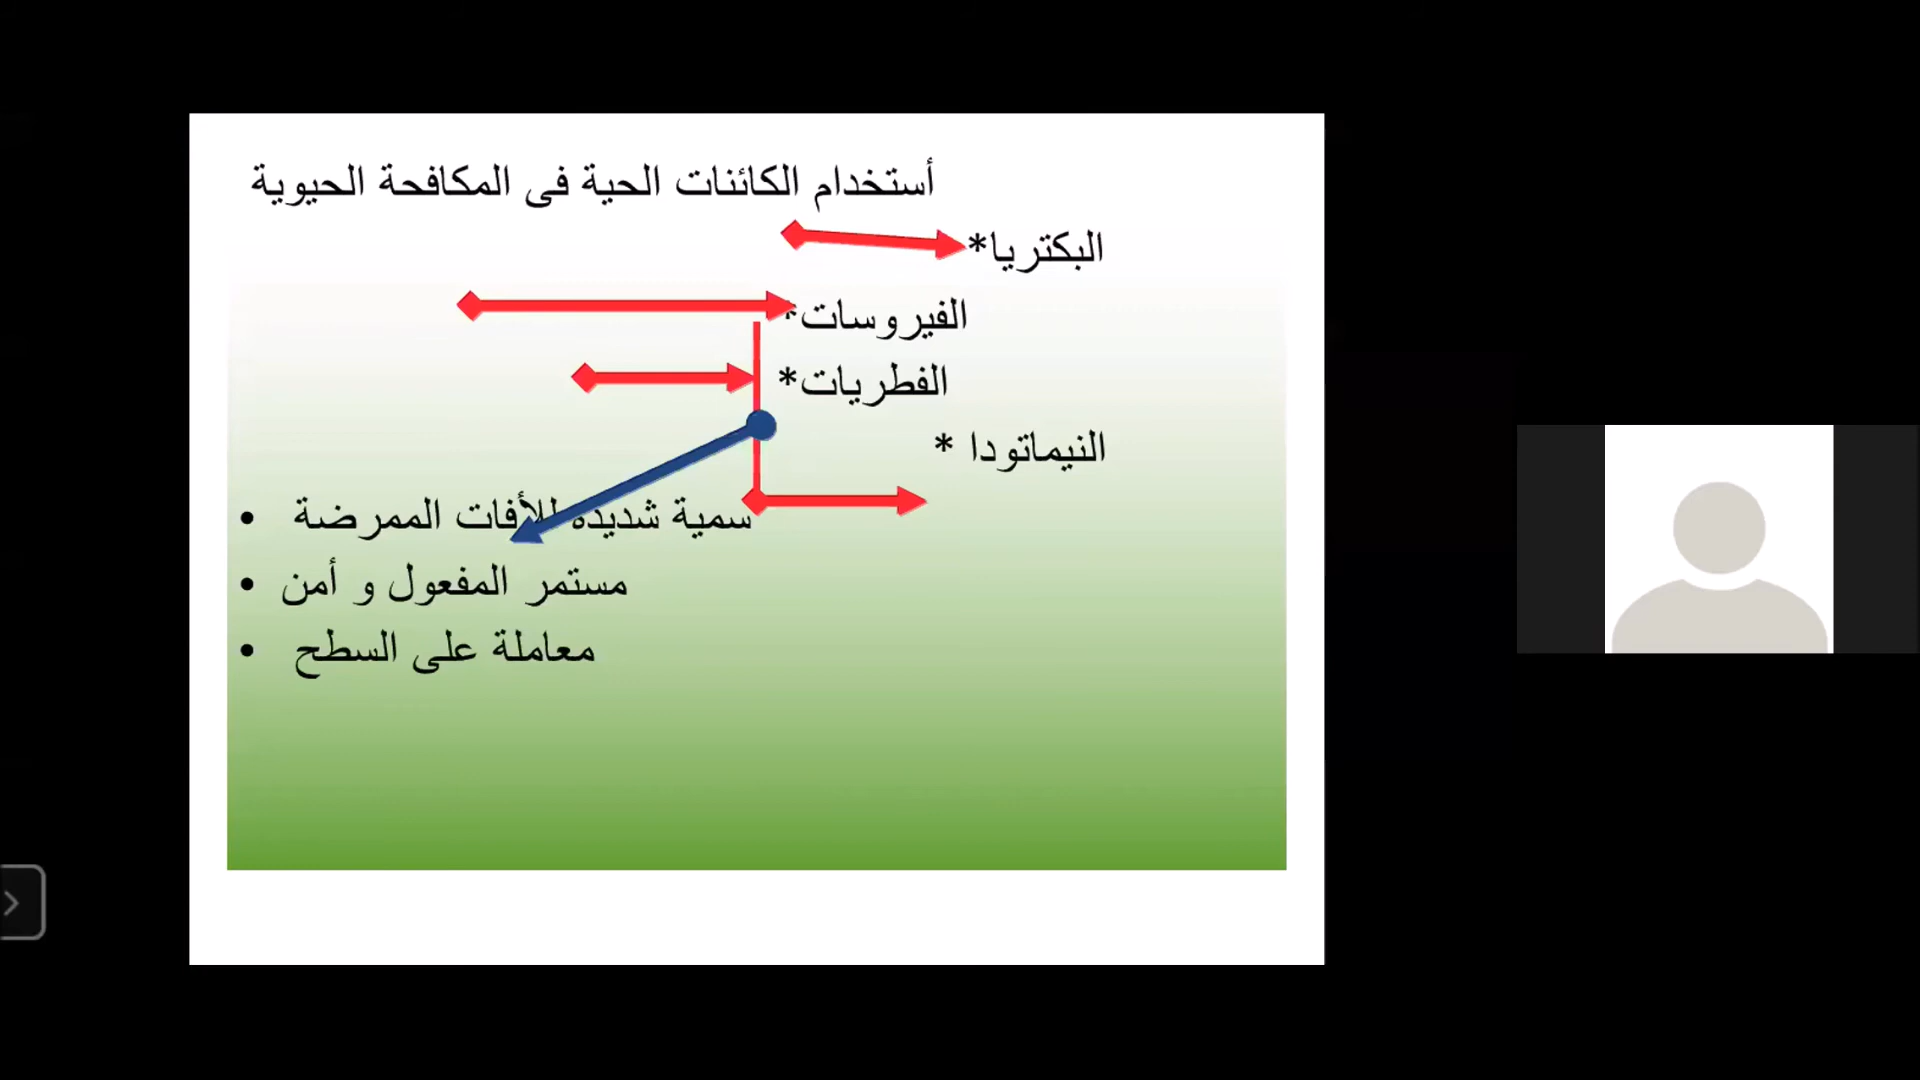 أستخدام الكائنات الحية فى المكافحة الحيوية
البكتريا*
الفيروسات*
الفطريات*
النيماتودا *
• سمية شديده للأفات الممرضة
• مستمر المفعول و أمن
• معاملة على السطح